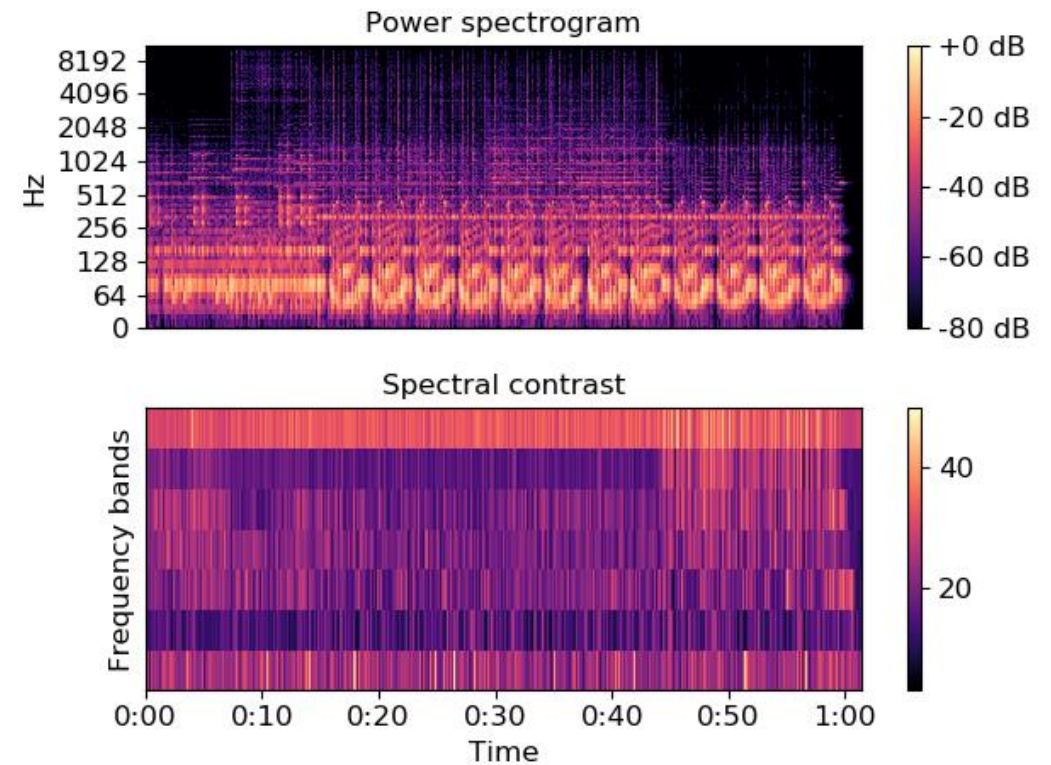 Power spectrogram
8192
4096
2048
1024
512
256
128
64
0
Hz
+0 dB
-20 dB
-40 dB
-60 dB
-80 dB
Spectral contrast
Frequency bands
40
20
0:00 0:10 0:20 0:30 0:40 0:50 1:00
Time